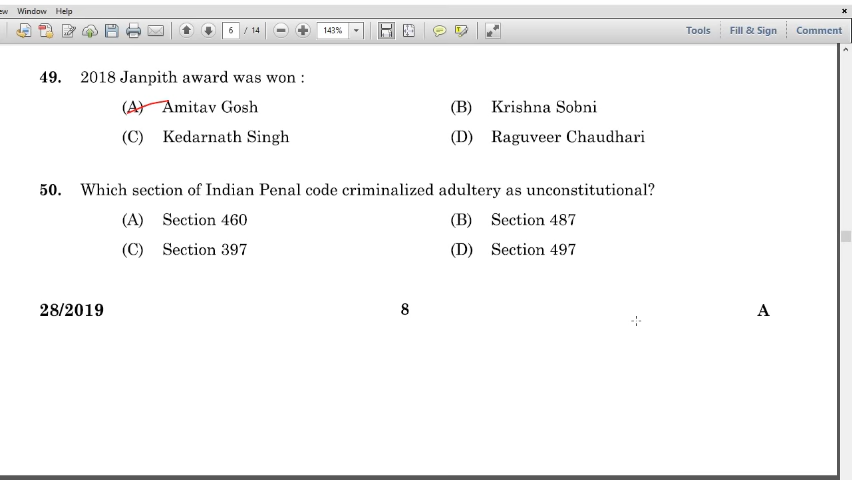 Window Help
6 / 14 143% Tools Fill & Sign Comment
49. 2018 Janpith award was won :
(A) Amitav Gosh (B) Krishna Sobni
(C) Kedarnath Singh (D) Raguveer Chaudhari
50. Which section of Indian Penal code criminalized adultery as unconstitutional?
(A) Section 460 (B) Section 487
(C) Section 397 (D) Section 497
28/2019 8 A